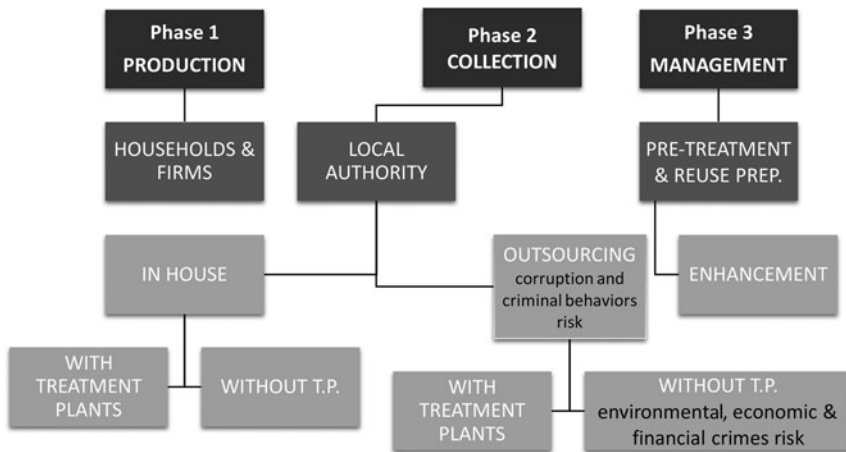 Phase 1
PRODUCTION
Phase 2
COLLECTION
Phase 3
MANAGEMENT
HOUSEHOLDS &
FIRMS
LOCAL
AUTHORITY
PRE-TREATMENT
& REUSE PREP.
IN HOUSE
OUTSOURCING
corruption and
criminal behaviors
risk
ENHANCEMENT
WITH
TREATMENT
PLANTS
WITHOUT T.P.
WITH
TREATMENT
PLANTS
WITHOUT T.P.
environmental, economic &
financial crimes risk